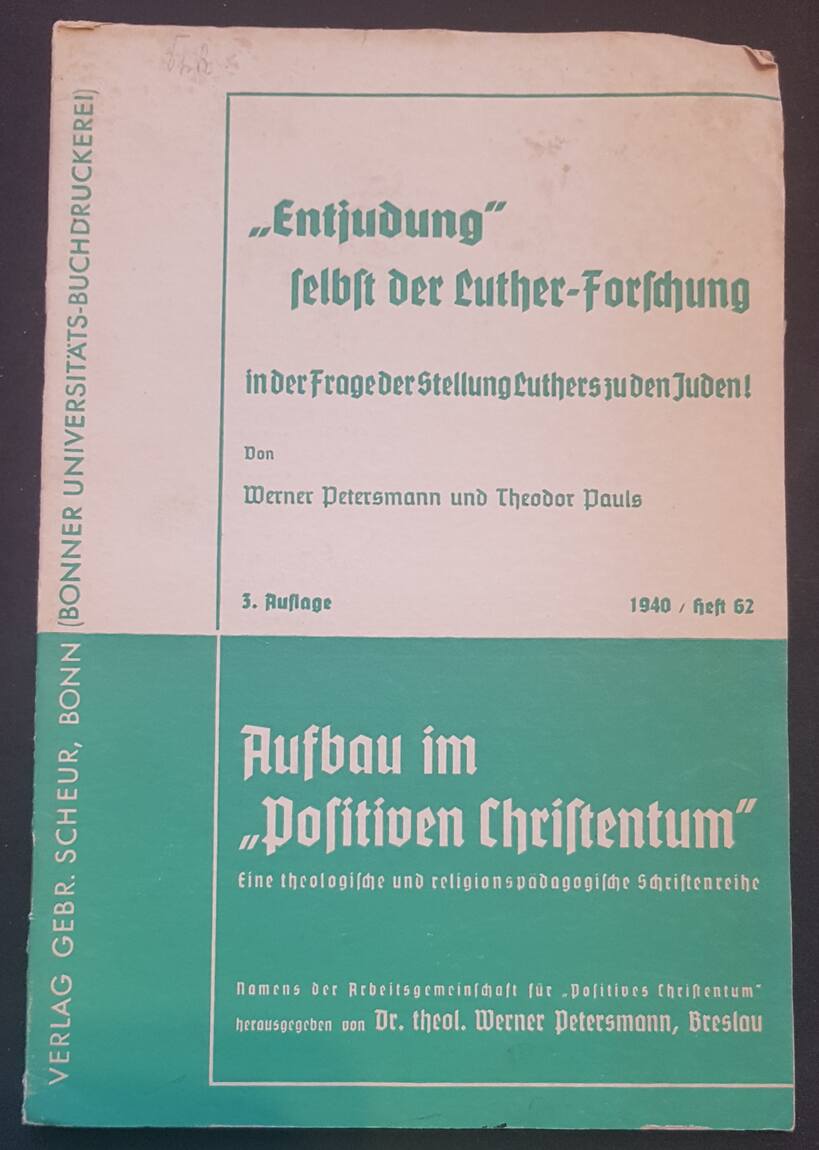 „Entjudung“
selbst der Luther-Forschung
in der Frage der Stellung Luthers zu den Juden!
Von
Werner Petersmann und Theodor Pauls
3. Auflage
1940 / Heft 62
Aufbau im
„Positiven Christentum“
Eine theologische und religionspädagogische Schriftenreihe
Namens der Arbeitsgemeinschaft für „Positives Christentum“
herausgegeben von Dr. theol. Werner Petersmann, Breslau
VERLAG GEBR. SCHEUR, BONN (BONNER UNIVERSITÄTS-BUCHDRUCKEREI)